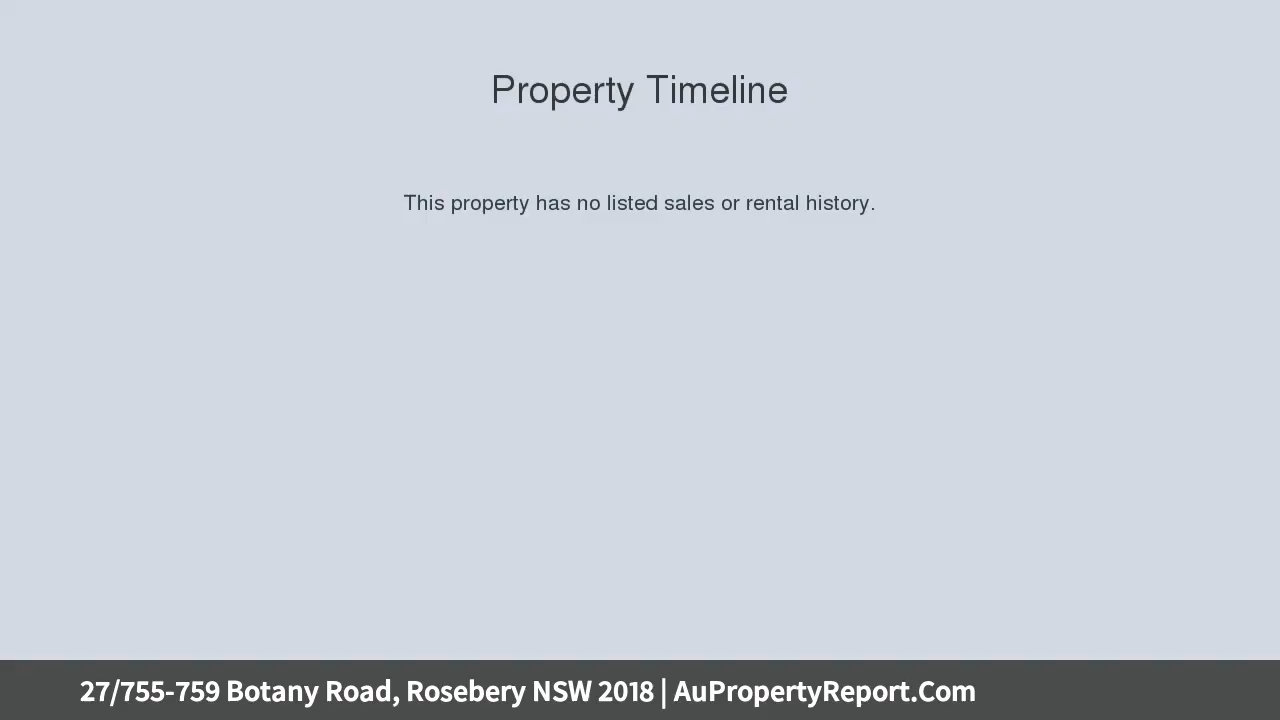 Property Timeline
This property has no listed sales or rental history.
27/755-759 Botany Road, Rosebery NSW 2018 | AuPropertyReport.Com